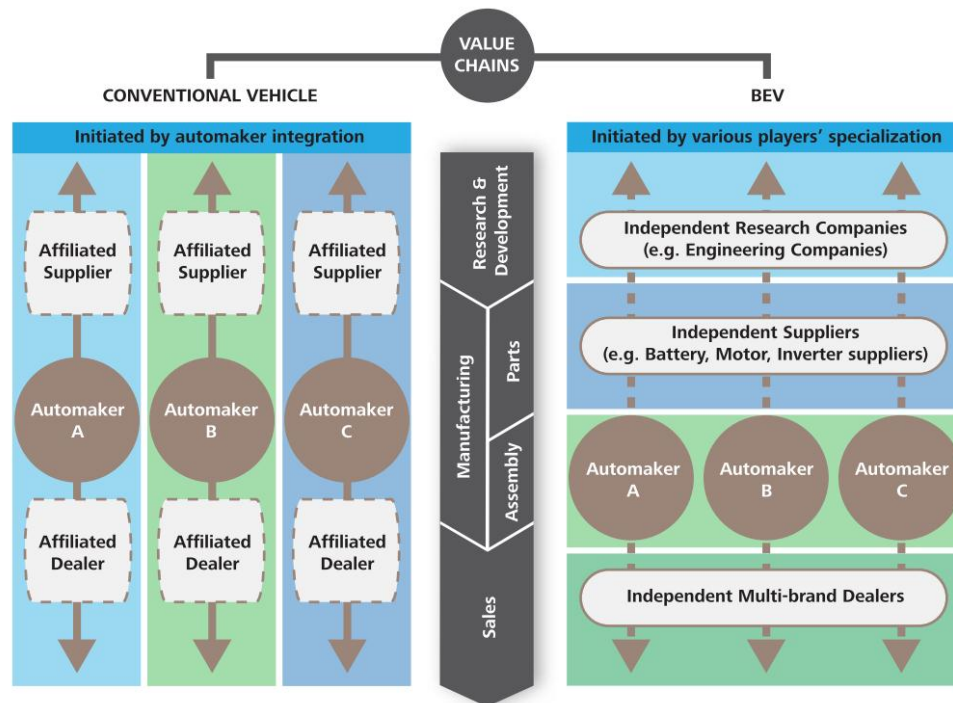 VALUE
CHAINS
CONVENTIONAL VEHICLE
BEV
Initiated by automaker integration
Affiliated
Supplier
Affiliated
Supplier
Affiliated
Supplier
Automaker
A
Automaker
B
Automaker
C
Affiliated
Dealer
Affiliated
Dealer
Affiliated
Dealer
Research &
Development
Manufacturing
Parts
Assembly
Sales
Initiated by various players’ specialization
Independent Research Companies
(e.g. Engineering Companies)
Independent Suppliers
(e.g. Battery, Motor, Inverter suppliers)
Automaker
A
Automaker
B
Automaker
C
Independent Multi-brand Dealers